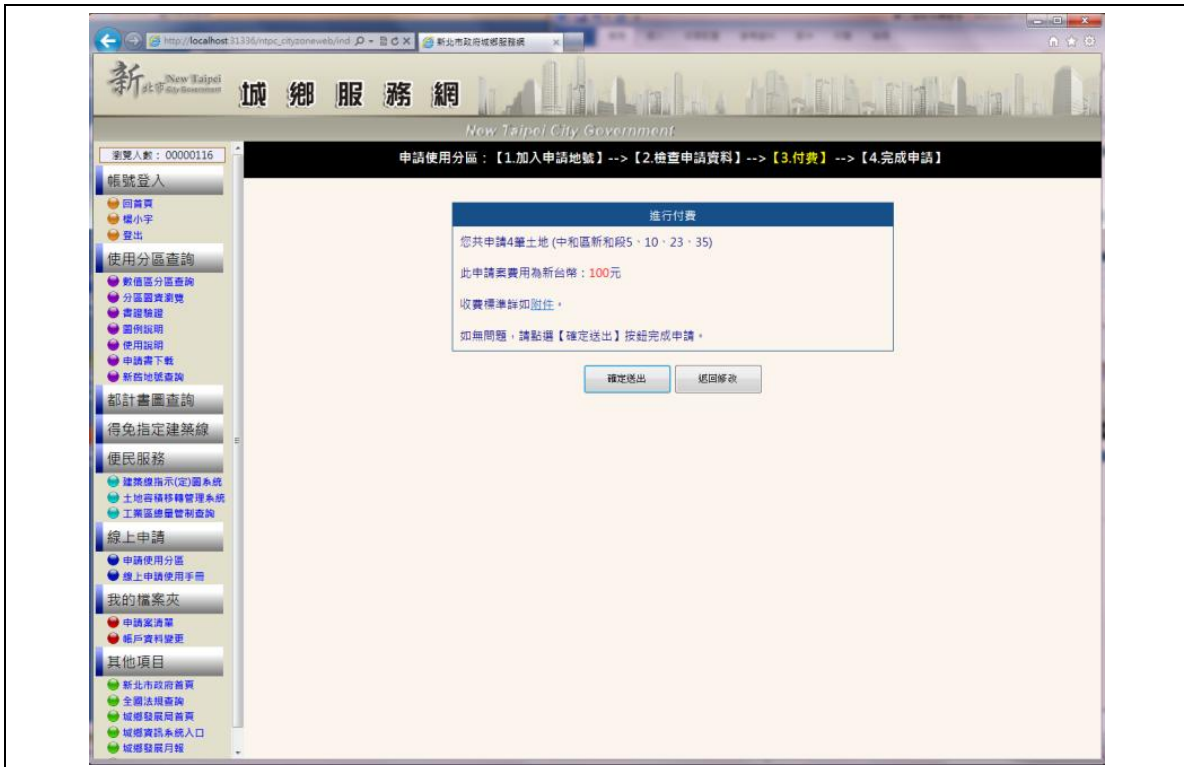 http://localhost:31336/ntpc_cityzoneweb/ind
新北市政府城鄉服務網
新北市
New Taipei
City Government
城鄉服務網
New Taipei City Government
瀏覽人數：00000116
帳號登入
回首頁
楊小宇
登出
使用分區查詢
數值區分區查詢
分區圖資瀏覽
書證驗證
圖例說明
使用說明
申請書下載
新舊地號查詢
都計書圖查詢
得免指定建築線
便民服務
建築線指示(定)圖系統
土地容積移轉管理系統
工業區總量管制查詢
線上申請
申請使用分區
線上申請使用手冊
我的檔案夾
申請案清單
帳戶資料變更
其他項目
新北市政府首頁
全國法規查詢
城鄉發展局首頁
城鄉資訊系統入口
城鄉發展月報
申請使用分區：【1.加入申請地號】-->【2.檢查申請資料】-->【3.付費】-->【4.完成申請】
進行付費
您共申請4筆土地 (中和區新和段5、10、23、35)
此申請案費用為新台幣：100元
收費標準詳如附件。
如無問題，請點選【確定送出】按鈕完成申請。
確定送出
返回修改